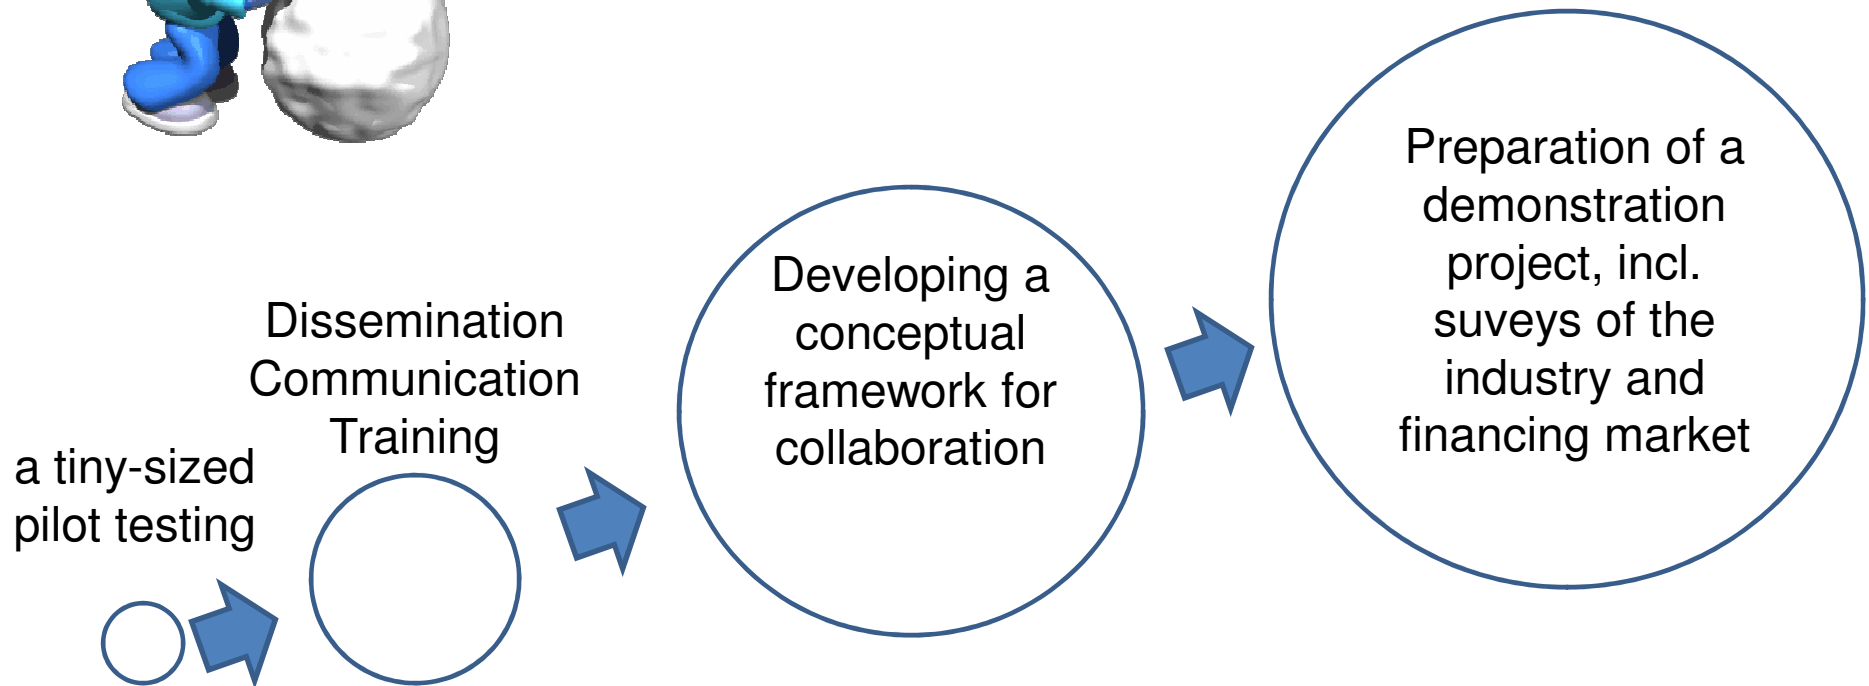 a tiny-sized
pilot testing
Dissemination
Communication
Training
Developing a
conceptual
framework for
collaboration
Preparation of a
demonstration
project, incl.
suveys of the
industry and
financing market